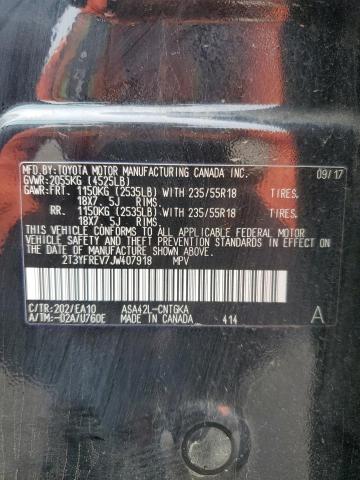 MFD.BY:TOYOTA MOTOR MANUFACTURING CANADA INC. 09/17
GVWR:2055KG (4525LB)
GAWR:FRT. 1150KG (2535LB) WITH 235/55R18 TIRES.
18X7. 5J RIMS.
RR. 1150KG (2535LB) WITH 235/55R18 TIRES.
18X7. 5J RIMS.
THIS VEHICLE CONFORMS TO ALL APPLICABLE FEDERAL
MOTOR VEHICLE SAFETY, BUMPER, AND THEFT PREVENTION
STANDARDS IN EFFECT ON THE DATE OF MANUFACTURE
SHOWN ABOVE.
2T3YFREV7JW407918 MPV
C/TR:202/EA10 ASA42L-CNTGKA
A/TM:-02A/U760E MADE IN CANADA 414 A